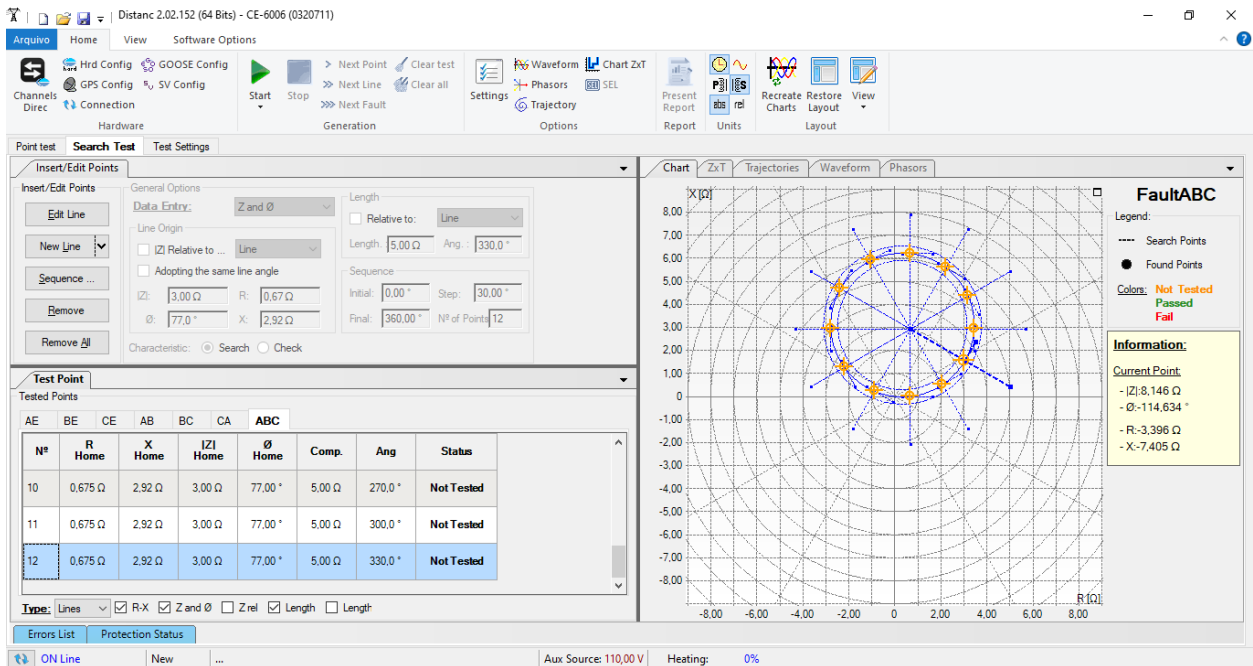 Distanc 2.02.152 (64 Bits) - CE-6006 (0320711)
Arquivo Home View Software Options
Hrd Config GOOSE Config
GPS Config SV Config
Connection
Channels Direc
Hardware
Start Stop
Next Point Clear test
Next Line Clear all
Next Fault
Generation
Settings
Waveform Chart ZxT
Phasors SEL
Trajectory
Options
Present Report
Report
abs rel
Units
Recreate Charts Restore Layout View
Layout
Point test Search Test Test Settings
Insert/Edit Points
Insert/Edit Points
Edit Line
New Line
Sequence ...
Remove
Remove All
General Options
Data Entry: Z and Ø
Line Origin
|Z| Relative to ... Line
Adopting the same line angle
|Z|: 3,00 Ω R: 0,67 Ω
Ø: 77,0 ° X: 2,92 Ω
Characteristic: Search Check
Length
Relative to: Line
Length. : 5,00 Ω Ang. : 330,0 °
Sequence
Initial: 0,00 ° Step: 30,00 °
Final: 360,00 ° Nº of Points 12
Test Point
Tested Points
AE BE CE AB BC CA ABC
Nº R Home X Home |Z| Home Ø Home Comp. Ang Status
10 0,675 Ω 2,92 Ω 3,00 Ω 77,00 ° 5,00 Ω 270,0 ° Not Tested
11 0,675 Ω 2,92 Ω 3,00 Ω 77,00 ° 5,00 Ω 300,0 ° Not Tested
12 0,675 Ω 2,92 Ω 3,00 Ω 77,00 ° 5,00 Ω 330,0 ° Not Tested
Type: Lines R-X Z and Ø Z rel Length Length
Chart ZxT Trajectories Waveform Phasors
X [Ω]
8,00
7,00
6,00
5,00
4,00
3,00
2,00
1,00
0
-1,00
-2,00
-3,00
-4,00
-5,00
-6,00
-7,00
-8,00
R [Ω]
-8,00 -6,00 -4,00 -2,00 0 2,00 4,00 6,00 8,00
FaultABC
Legend:
Search Points
Found Points
Colors: Not Tested
Passed
Fail
Information:
Current Point:
- |Z|:8,146 Ω
- Ø:-114,634 °
- R:-3,396 Ω
- X:-7,405 Ω
Errors List Protection Status
ON Line New ... Aux Source: 110,00 V Heating: 0%